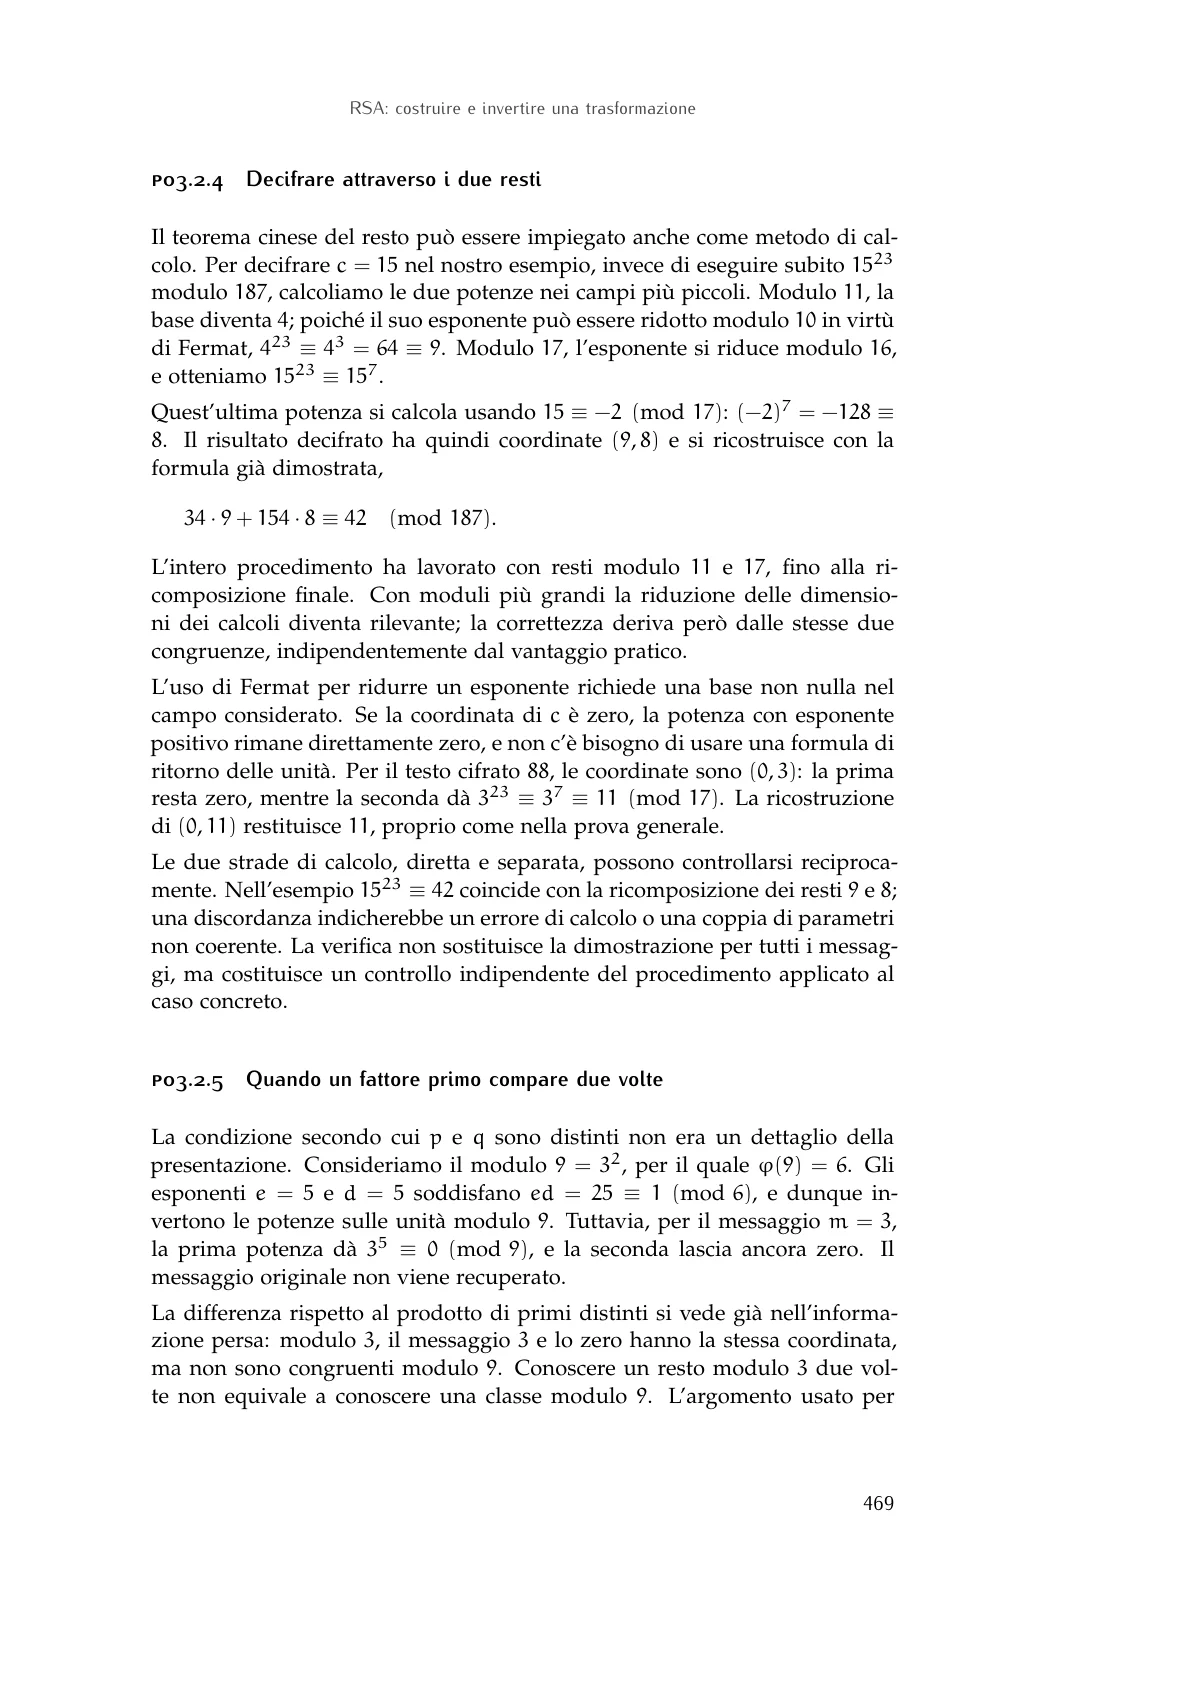 RSA: costruire e invertire una trasformazione
P03.2.4 Decifrare attraverso i due resti
Il teorema cinese del resto può essere impiegato anche come metodo di cal-
colo. Per decifrare c = 15 nel nostro esempio, invece di eseguire subito 15²³
modulo 187, calcoliamo le due potenze nei campi più piccoli. Modulo 11, la
base diventa 4; poiché il suo esponente può essere ridotto modulo 10 in virtù
di Fermat, 4²³ ≡ 4³ = 64 ≡ 9. Modulo 17, l'esponente si riduce modulo 16,
e otteniamo 15²³ ≡ 15⁷.
Quest'ultima potenza si calcola usando 15 ≡ −2 (mod 17): (−2)⁷ = −128 ≡
8. Il risultato decifrato ha quindi coordinate (9, 8) e si ricostruisce con la
formula già dimostrata,
34 · 9 + 154 · 8 ≡ 42 (mod 187).
L'intero procedimento ha lavorato con resti modulo 11 e 17, fino alla ri-
composizione finale. Con moduli più grandi la riduzione delle dimensio-
ni dei calcoli diventa rilevante; la correttezza deriva però dalle stesse due
congruenze, indipendentemente dal vantaggio pratico.
L'uso di Fermat per ridurre un esponente richiede una base non nulla nel
campo considerato. Se la coordinata di c è zero, la potenza con esponente
positivo rimane direttamente zero, e non c'è bisogno di usare una formula di
ritorno delle unità. Per il testo cifrato 88, le coordinate sono (0, 3): la prima
resta zero, mentre la seconda dà 3²³ ≡ 3⁷ ≡ 11 (mod 17). La ricostruzione
di (0, 11) restituisce 11, proprio come nella prova generale.
Le due strade di calcolo, diretta e separata, possono controllarsi reciproca-
mente. Nell'esempio 15²³ ≡ 42 coincide con la ricomposizione dei resti 9 e 8;
una discordanza indicherebbe un errore di calcolo o una coppia di parametri
non coerente. La verifica non sostituisce la dimostrazione per tutti i messag-
gi, ma costituisce un controllo indipendente del procedimento applicato al
caso concreto.
P03.2.5 Quando un fattore primo compare due volte
La condizione secondo cui p e q sono distinti non era un dettaglio della
presentazione. Consideriamo il modulo 9 = 3², per il quale φ(9) = 6. Gli
esponenti e = 5 e d = 5 soddisfano ed = 25 ≡ 1 (mod 6), e dunque in-
vertono le potenze sulle unità modulo 9. Tuttavia, per il messaggio m = 3,
la prima potenza dà 3⁵ ≡ 0 (mod 9), e la seconda lascia ancora zero. Il
messaggio originale non viene recuperato.
La differenza rispetto al prodotto di primi distinti si vede già nell'informa-
zione persa: modulo 3, il messaggio 3 e lo zero hanno la stessa coordinata,
ma non sono congruenti modulo 9. Conoscere un resto modulo 3 due vol-
te non equivale a conoscere una classe modulo 9. L'argomento usato per
469